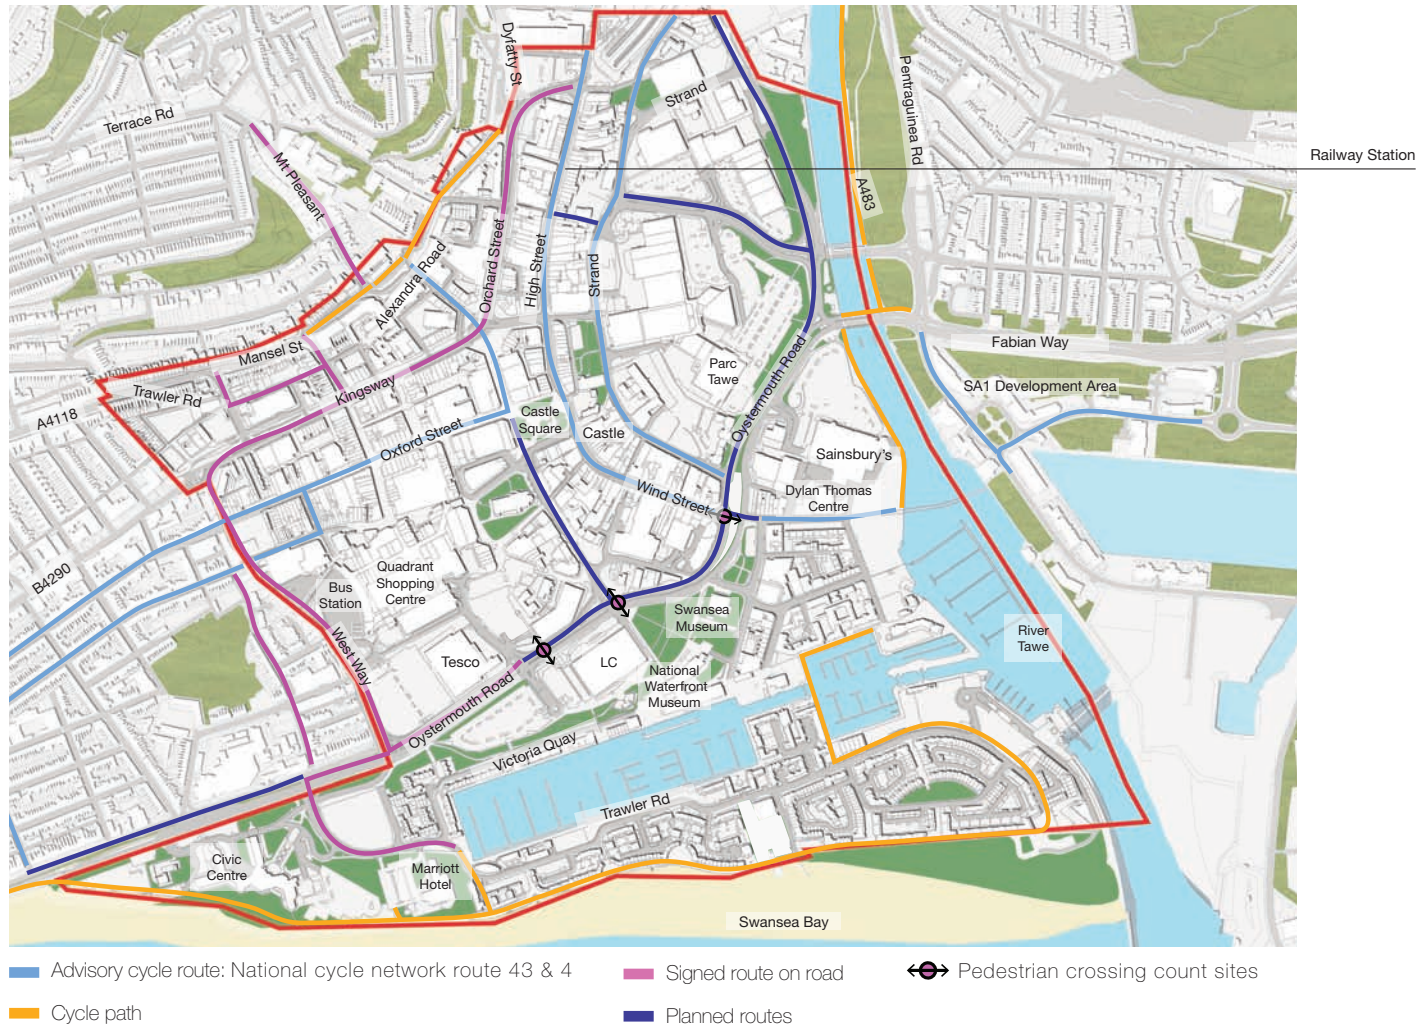 Dyfatty St
Strand
Pentraguinea Rd
Terrace Rd
Railway Station
Mt Pleasant
A483
Orchard Street
High Street
Strand
Alexandra Road
Fabian Way
Mansel St
Parc
Tawe
SA1 Development Area
Trawler Rd
Kingsway
Oystermouth Road
A4118
Castle
Square
Castle
Oxford Street
Sainsbury's
Wind Street
Dylan Thomas
Centre
B4290
Quadrant
Shopping
Centre
Bus
Station
Swansea
Museum
River
Tawe
West Way
Tesco
LC
National
Waterfront
Museum
Oystermouth Road
Victoria Quay
Trawler Rd
Civic
Centre
Marriott
Hotel
Swansea Bay
Advisory cycle route: National cycle network route 43 & 4
Signed route on road
Pedestrian crossing count sites
Cycle path
Planned routes